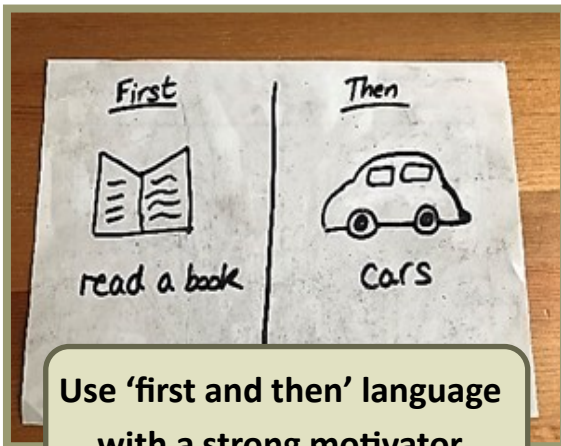 First Then
read a book cars
Use ‘first and then’ language
with a strong motivator